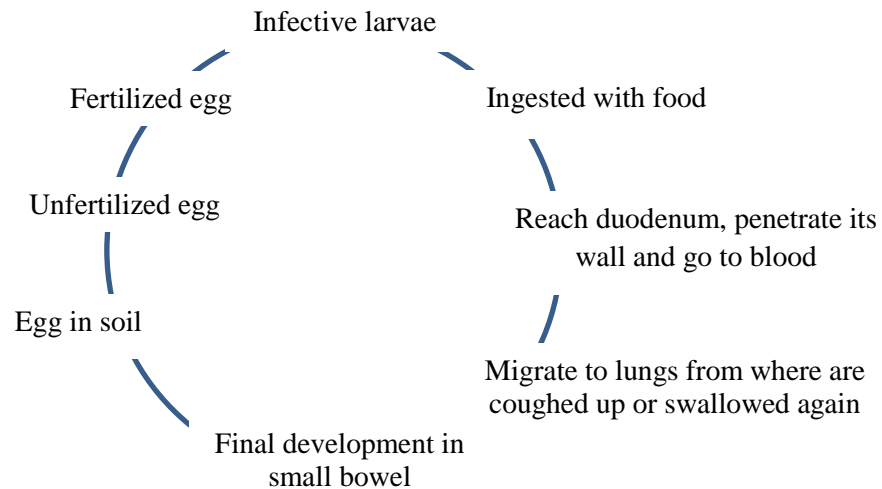 Infective larvae
Fertilized egg
Ingested with food
Unfertilized egg
Reach duodenum, penetrate its
wall and go to blood
Egg in soil
Migrate to lungs from where are
coughed up or swallowed again
Final development in
small bowel